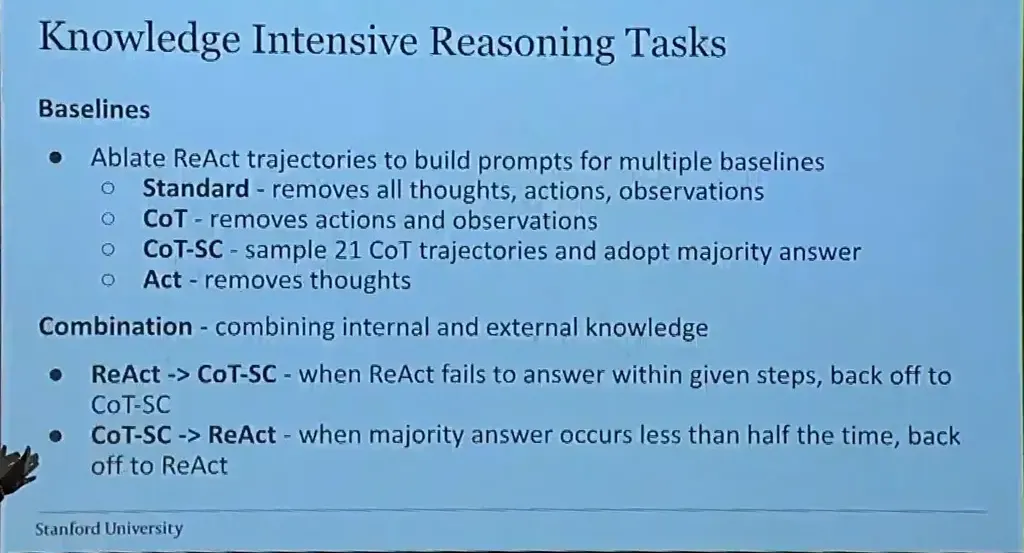 Knowledge Intensive Reasoning Tasks
Baselines
● Ablate ReAct trajectories to build prompts for multiple baselines
○ Standard - removes all thoughts, actions, observations
○ CoT - removes actions and observations
○ CoT-SC - sample 21 CoT trajectories and adopt majority answer
○ Act - removes thoughts
Combination - combining internal and external knowledge
● ReAct -> CoT-SC - when ReAct fails to answer within given steps, back off to
CoT-SC
● CoT-SC -> ReAct - when majority answer occurs less than half the time, back
off to ReAct
Stanford University